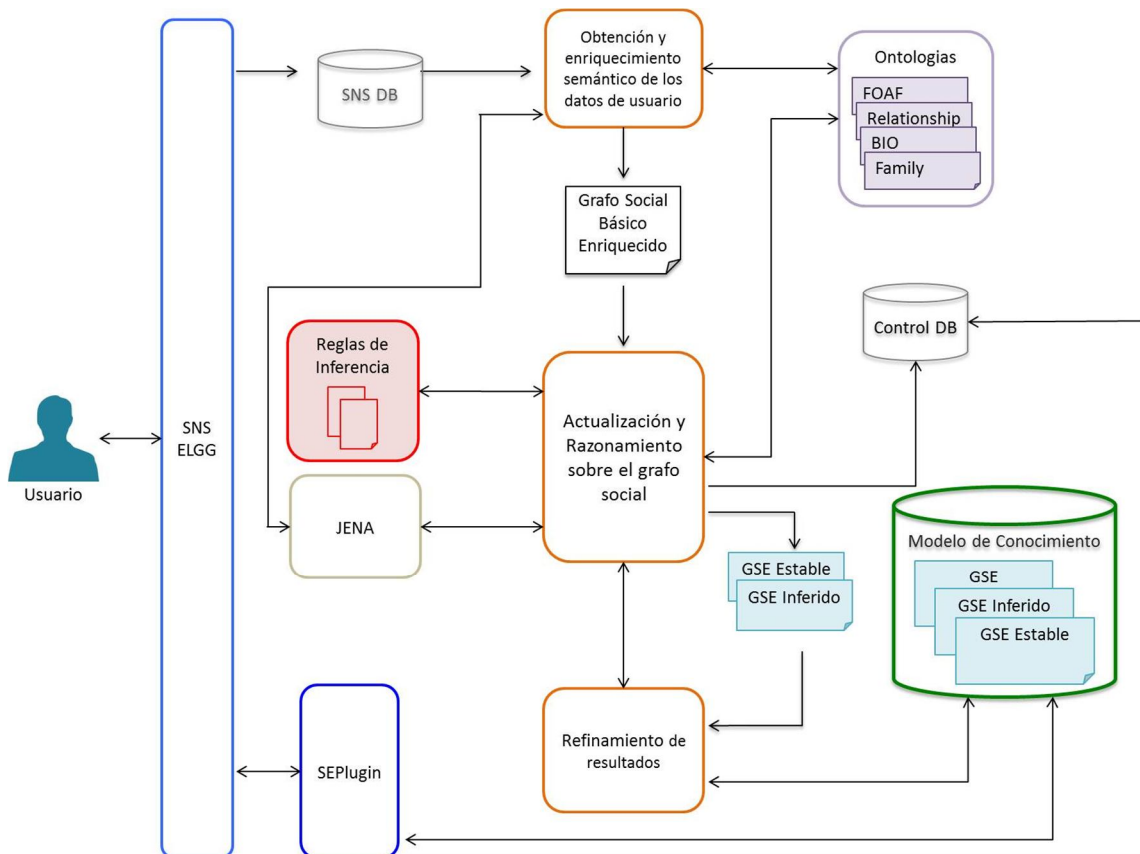 Obtención y
enriquecimiento
semántico de los
datos de usuario
SNS DB
Ontologias
FOAF
Relationship
BIO
Family
Grafo Social
Básico
Enriquecido
Control DB
Reglas de
Inferencia
Usuario
SNS
ELGG
Actualización y
Razonamiento
sobre el grafo
social
JENA
GSE Estable
GSE Inferido
Modelo de Conocimiento
GSE
GSE Inferido
GSE Estable
SEPlugin
Refinamiento de
resultados